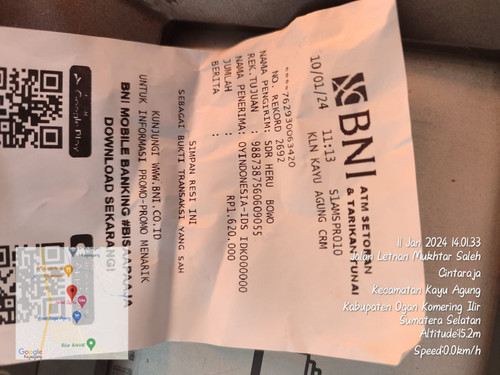 BNI ATM SETORAN
& TARIKAN TUNAI
10/01/24 11:13 S1AMSPRO10
KLN KAYU AGUNG CRM
****762930063420
NO. REKORD 2692
NAMA PENGIRIM: SDR HERU BOWO
REK. TUJUAN : 9887387560609055
NAMA PENERIMA: OYINDONESIA-IDS IDK000000
JUMLAH : RP1.620.000
BERITA :
SIMPAN RESI INI
SEBAGAI BUKTI TRANSAKSI YANG SAH
KUNJUNGI WWW.BNI.CO.ID
UNTUK INFORMASI PROMO-PROMO MENARIK
BNI MOBILE BANKING #BISAAPAAJA
DOWNLOAD SEKARANG!
Google Play
Google
11 Jan 2024 14.01.33
Jalan Letnan Mukhtar Saleh
Cintaraja
Kecamatan Kayu Agung
Kabupaten Ogan Komering Ilir
Sumatera Selatan
Altitude:15.2m
Speed:0.0km/h